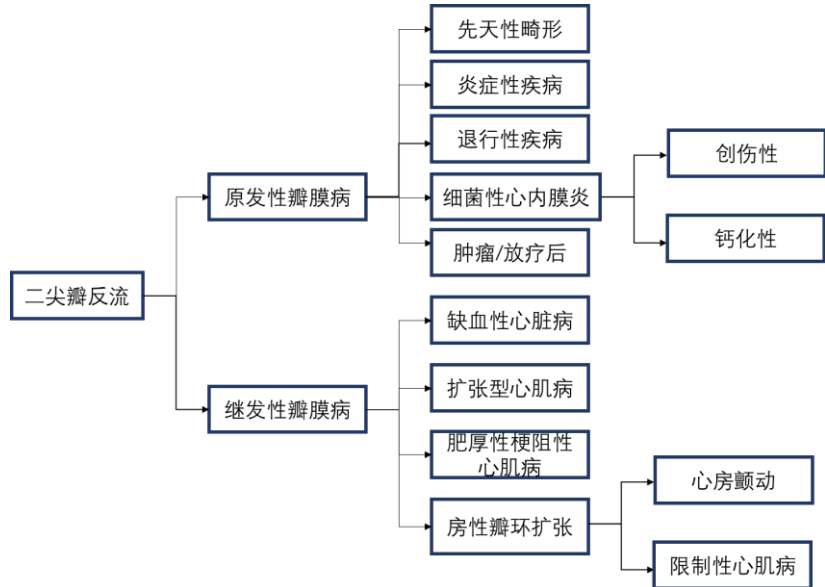 二尖瓣反流
原发性瓣膜病
先天性畸形
炎症性疾病
退行性疾病
细菌性心内膜炎
创伤性
钙化性
肿瘤/放疗后
继发性瓣膜病
缺血性心脏病
扩张型心肌病
肥厚性梗阻性
心肌病
房性瓣环扩张
心房颤动
限制性心肌病